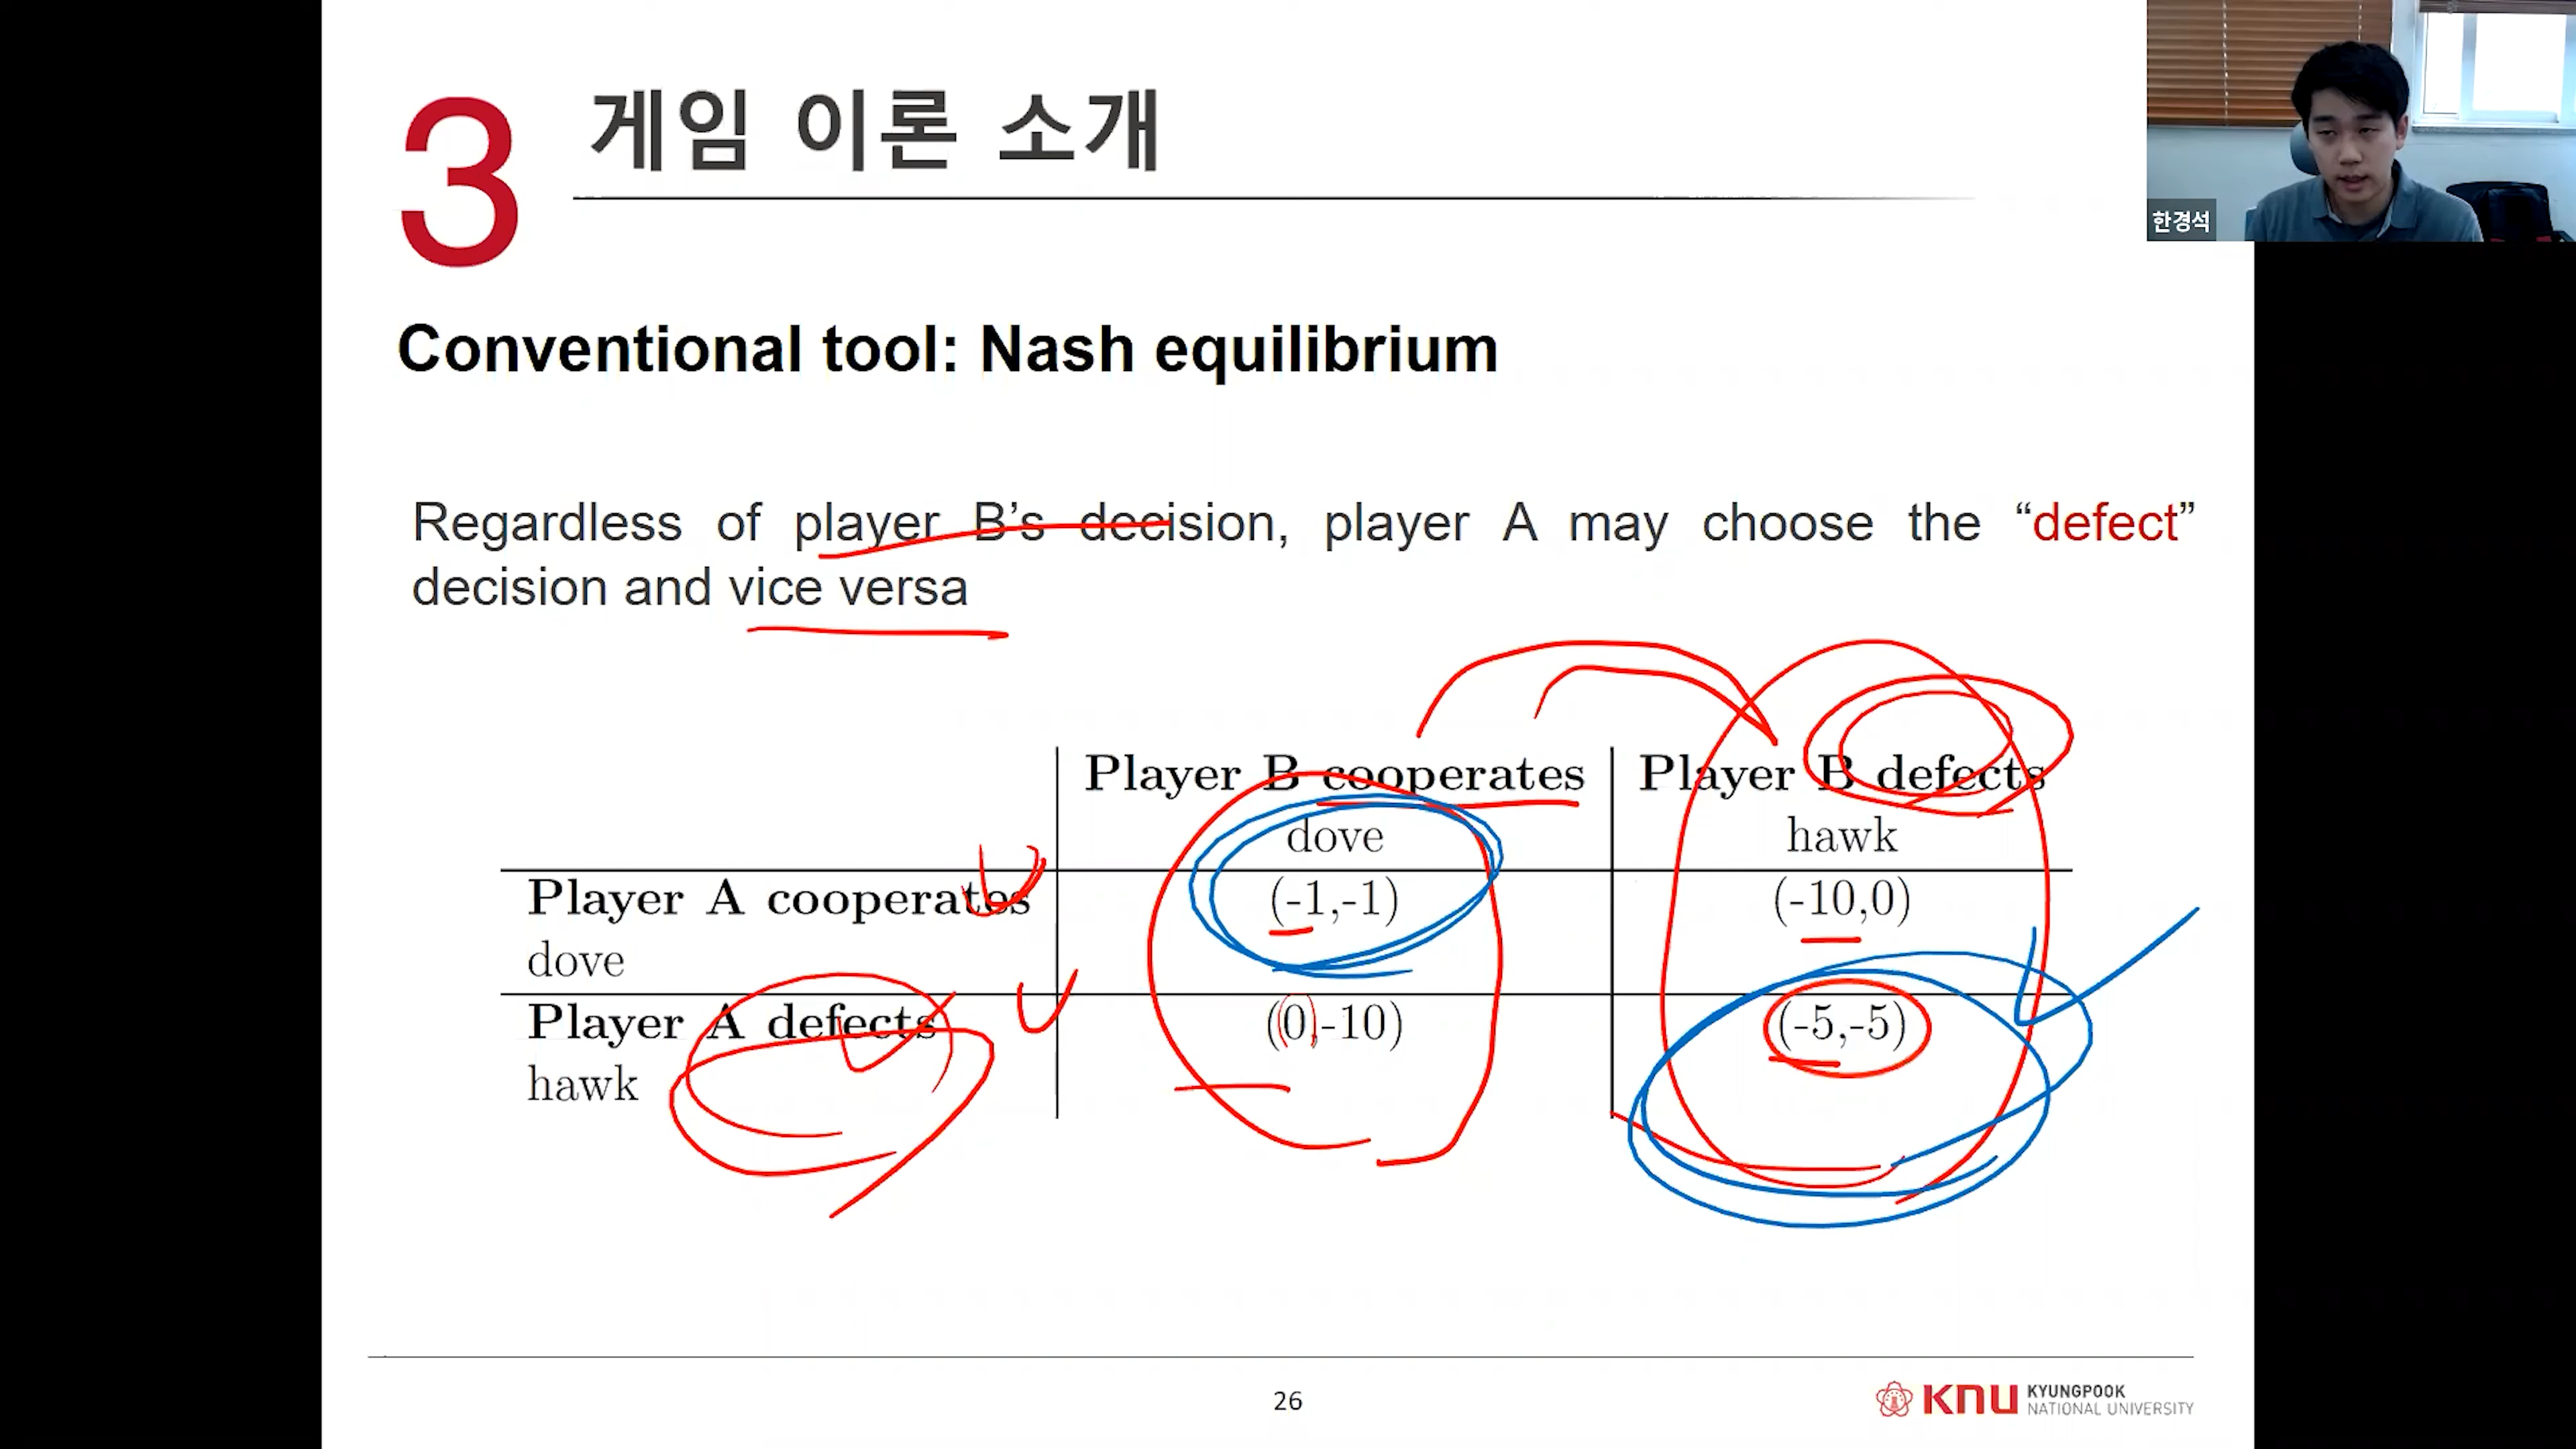 3 게임 이론 소개
한경석
Conventional tool: Nash equilibrium
Regardless of player B’s decision, player A may choose the “defect”
decision and vice versa
Player B cooperates Player B defects
dove hawk
Player A cooperates (-1,-1) (-10,0)
dove
Player A defects (0,-10) (-5,-5)
hawk
26
KNU KYUNGPOOK
NATIONAL UNIVERSITY